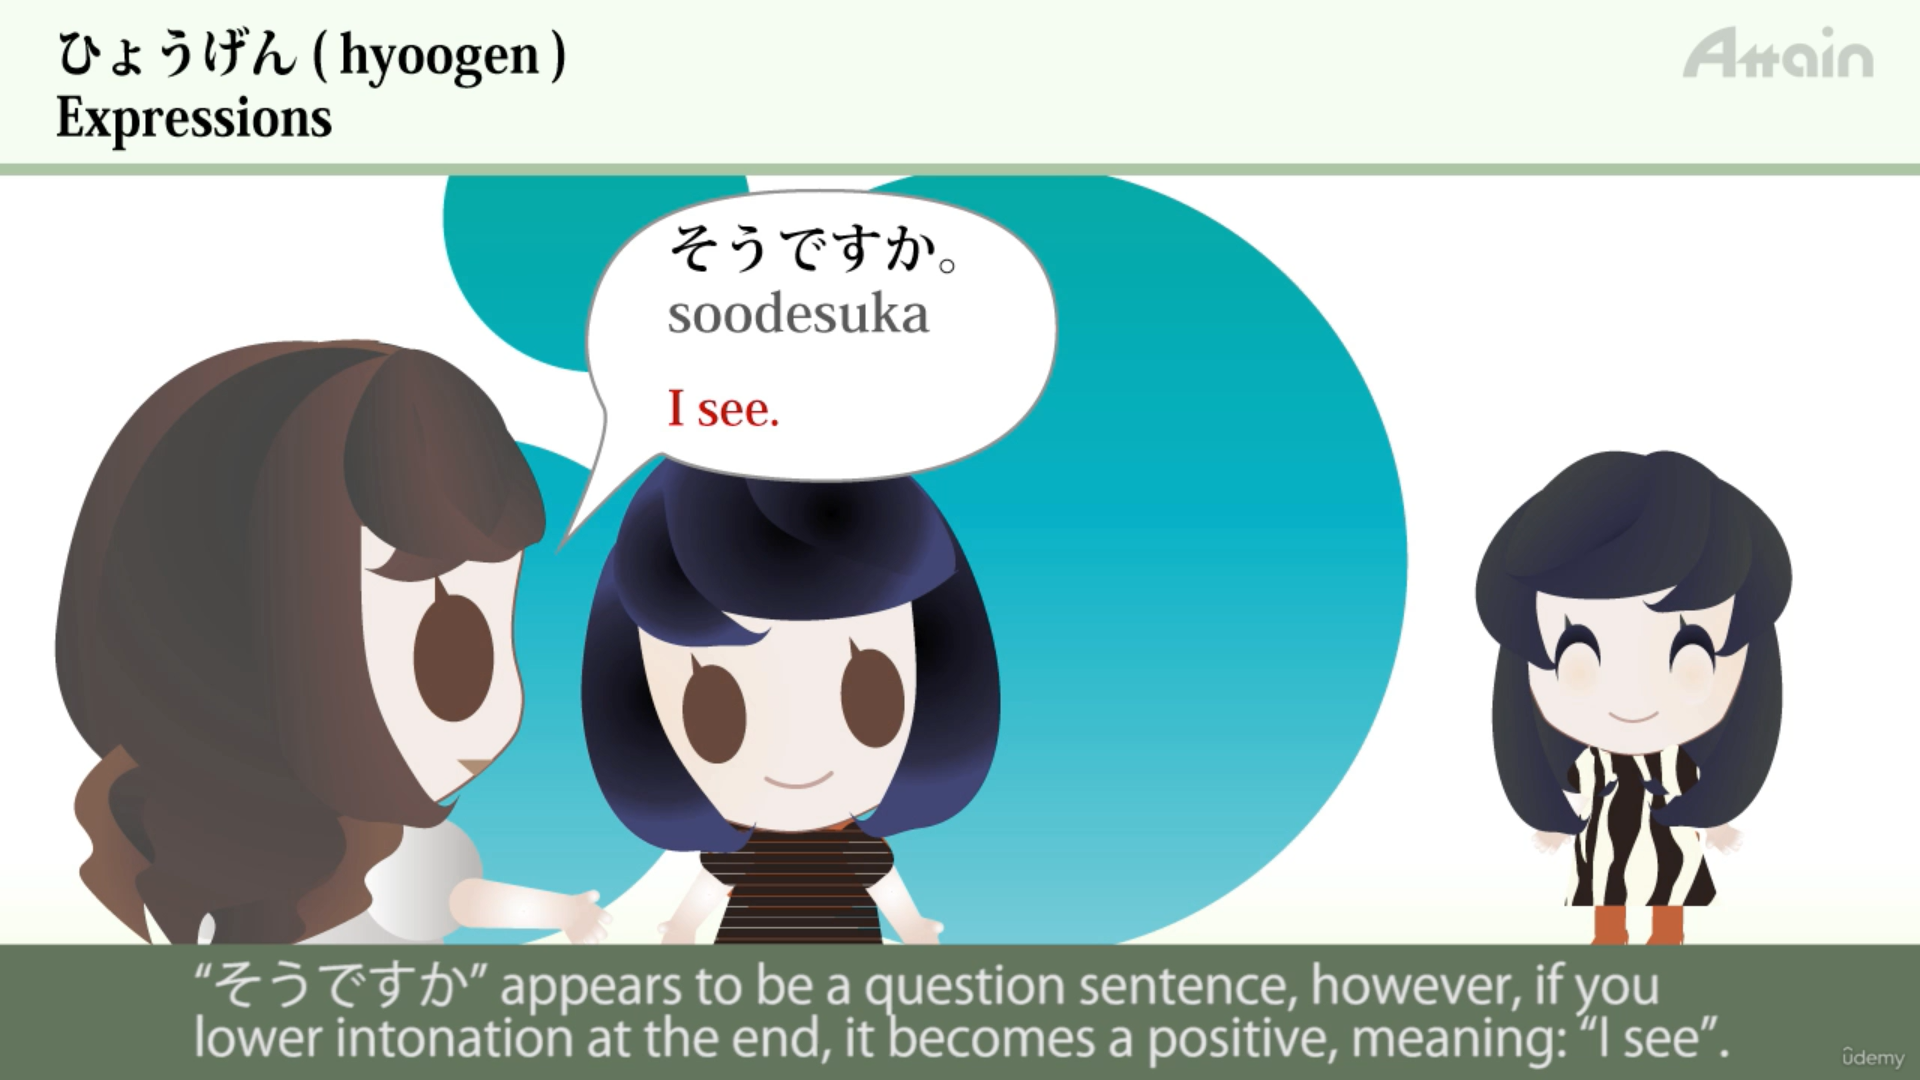 ひょうげん ( hyoogen )
Expressions
Attain
そうですか。
soodesuka
I see.
“そうですか” appears to be a question sentence, however, if you
lower intonation at the end, it becomes a positive, meaning: “I see”.
ûdemy